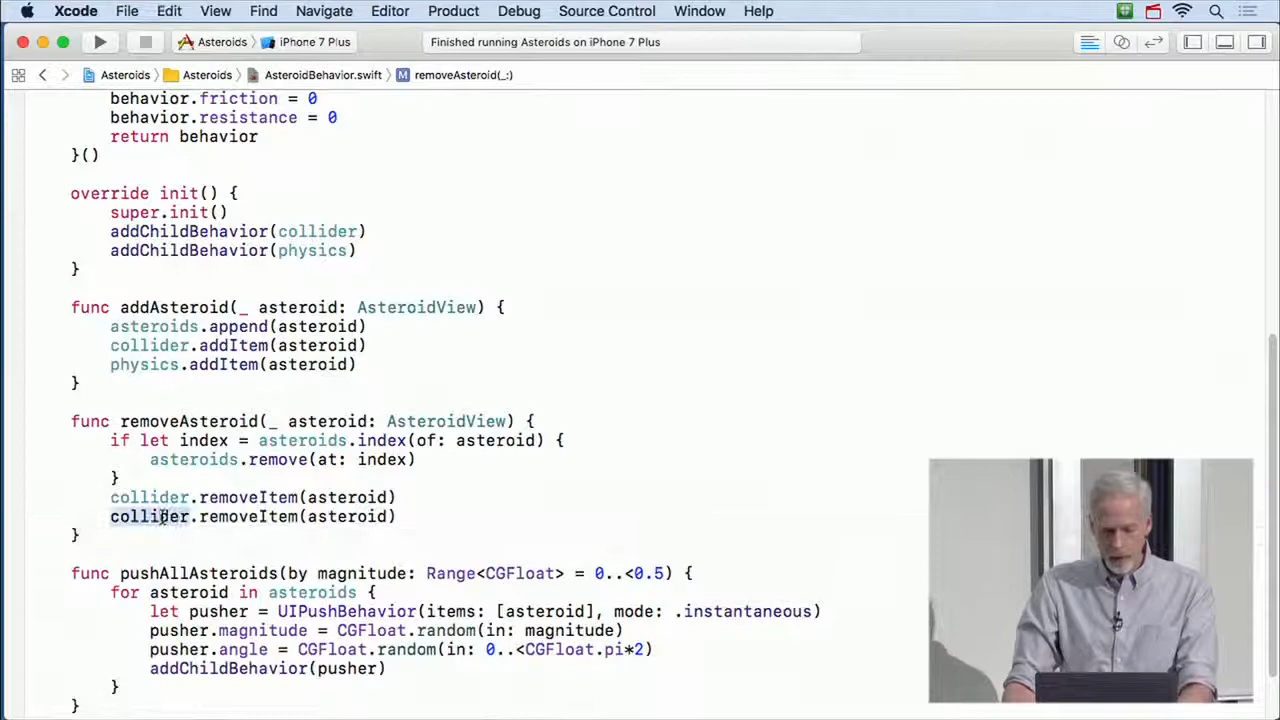 Xcode File Edit View Find Navigate Editor Product Debug Source Control Window Help
Asteroids iPhone 7 Plus Finished running Asteroids on iPhone 7 Plus
Asteroids Asteroids AsteroidBehavior.swift M removeAsteroid(_:)
behavior.friction = 0
behavior.resistance = 0
return behavior
}()
override init() {
super.init()
addChildBehavior(collider)
addChildBehavior(physics)
}
func addAsteroid(_ asteroid: AsteroidView) {
asteroids.append(asteroid)
collider.addItem(asteroid)
physics.addItem(asteroid)
}
func removeAsteroid(_ asteroid: AsteroidView) {
if let index = asteroids.index(of: asteroid) {
asteroids.remove(at: index)
}
collider.removeItem(asteroid)
collider.removeItem(asteroid)
}
func pushAllAsteroids(by magnitude: Range<CGFloat> = 0..<0.5) {
for asteroid in asteroids {
let pusher = UIPushBehavior(items: [asteroid], mode: .instantaneous)
pusher.magnitude = CGFloat.random(in: magnitude)
pusher.angle = CGFloat.random(in: 0..<CGFloat.pi*2)
addChildBehavior(pusher)
}
}